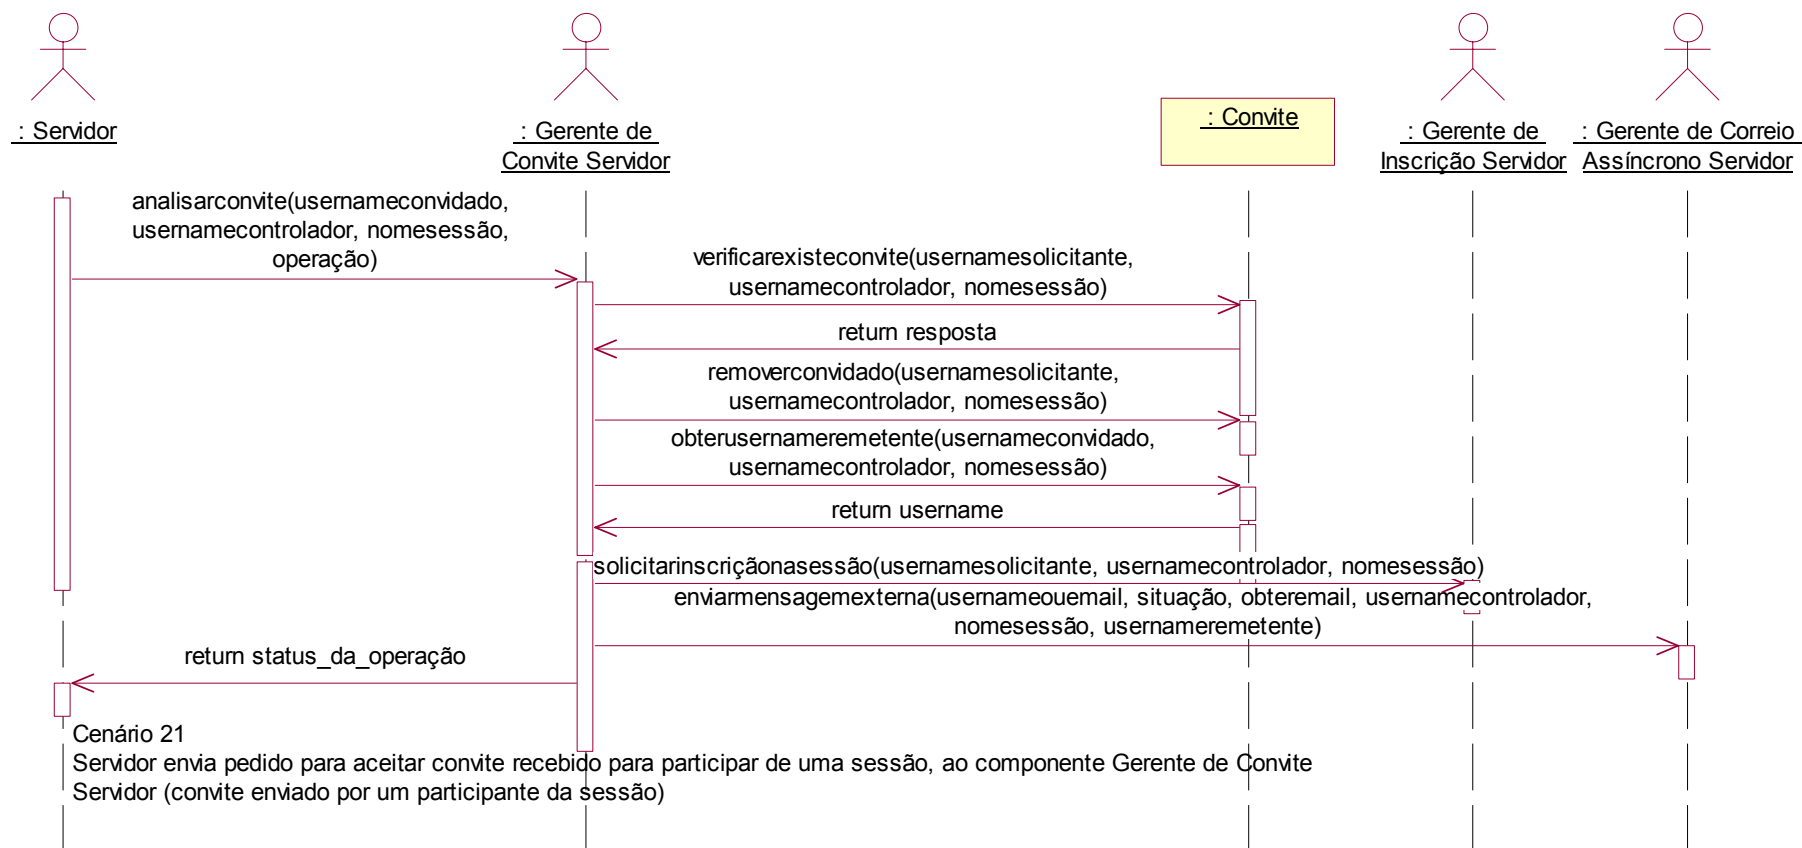 : Servidor
: Gerente de
Convite Servidor
: Convite
: Gerente de
Inscrição Servidor
: Gerente de Correio
Assíncrono Servidor
analisarconvite(usernameconvidado,
usernamecontrolador, nomesessão,
operação)
verificarexisteconvite(usernamesolicitante,
usernamecontrolador, nomesessão)
return resposta
removerconvidado(usernamesolicitante,
usernamecontrolador, nomesessão)
obterusernameremetente(usernameconvidado,
usernamecontrolador, nomesessão)
return username
solicitarinscriçãonasessão(usernamesolicitante, usernamecontrolador, nomesessão)
enviarmensagemexterna(usernameouemail, situação, obteremail, usernamecontrolador,
nomesessão, usernameremetente)
return status_da_operação
Cenário 21
Servidor envia pedido para aceitar convite recebido para participar de uma sessão, ao componente Gerente de Convite
Servidor (convite enviado por um participante da sessão)